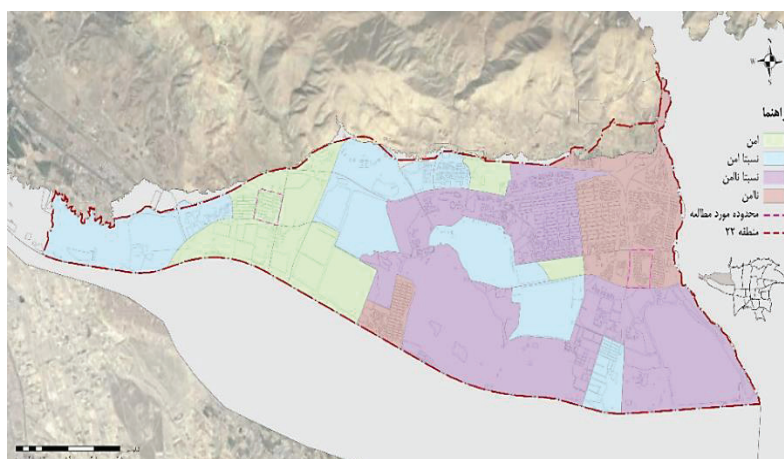 راهنما
امن
نسبتا امن
نسبتا ناامن
ناامن
محدوده مورد مطالعه
منطقه ۲۲